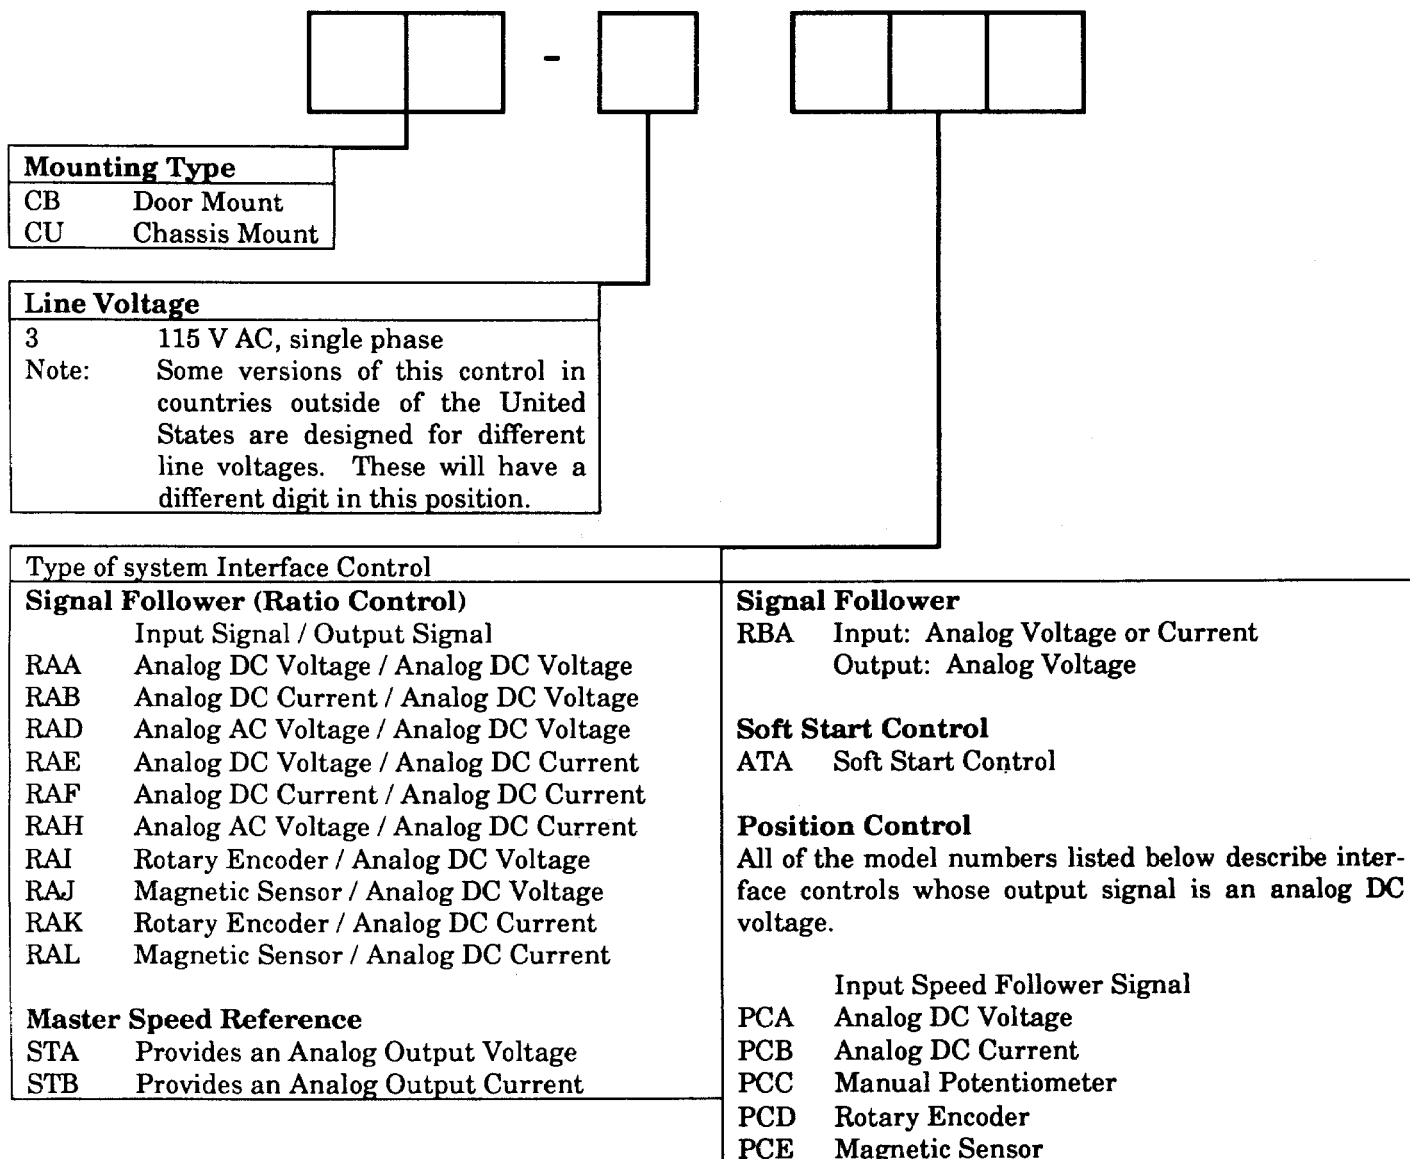 -
Mounting Type
CB Door Mount
CU Chassis Mount
Line Voltage
3 115 V AC, single phase
Note: Some versions of this control in
countries outside of the United
States are designed for different
line voltages. These will have a
different digit in this position.
Type of system Interface Control
Signal Follower (Ratio Control)
Input Signal / Output Signal
RAA Analog DC Voltage / Analog DC Voltage
RAB Analog DC Current / Analog DC Voltage
RAD Analog AC Voltage / Analog DC Voltage
RAE Analog DC Voltage / Analog DC Current
RAF Analog DC Current / Analog DC Current
RAH Analog AC Voltage / Analog DC Current
RAI Rotary Encoder / Analog DC Voltage
RAJ Magnetic Sensor / Analog DC Voltage
RAK Rotary Encoder / Analog DC Current
RAL Magnetic Sensor / Analog DC Current
Master Speed Reference
STA Provides an Analog Output Voltage
STB Provides an Analog Output Current
Signal Follower
RBA Input: Analog Voltage or Current
Output: Analog Voltage
Soft Start Control
ATA Soft Start Control
Position Control
All of the model numbers listed below describe inter-
face controls whose output signal is an analog DC
voltage.
Input Speed Follower Signal
PCA Analog DC Voltage
PCB Analog DC Current
PCC Manual Potentiometer
PCD Rotary Encoder
PCE Magnetic Sensor